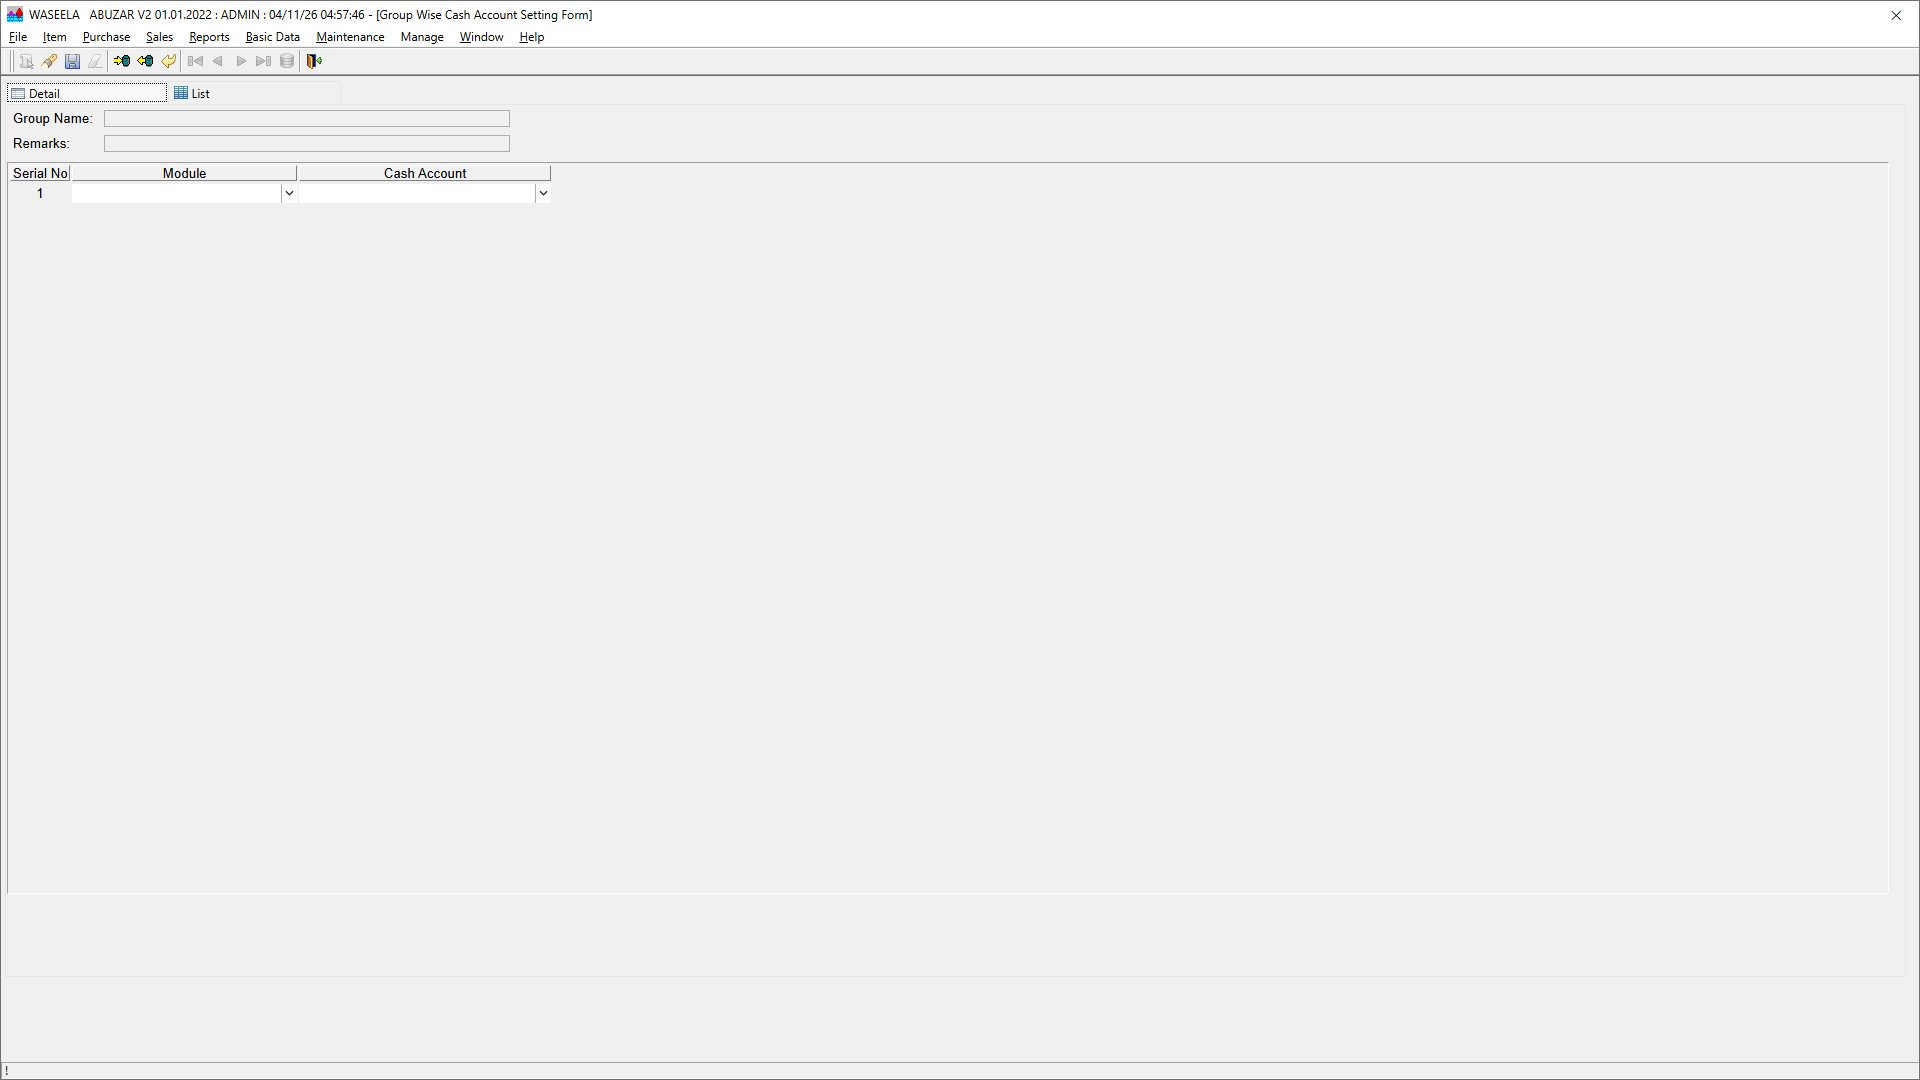 WASEELA   ABUZAR V2 01.01.2022 : ADMIN : 04/11/26 04:57:46 - [Group Wise Cash Account Setting Form]
File Item Purchase Sales Reports Basic Data Maintenance Manage Window Help
Detail List
Group Name:
Remarks:
Serial No Module Cash Account
1
!